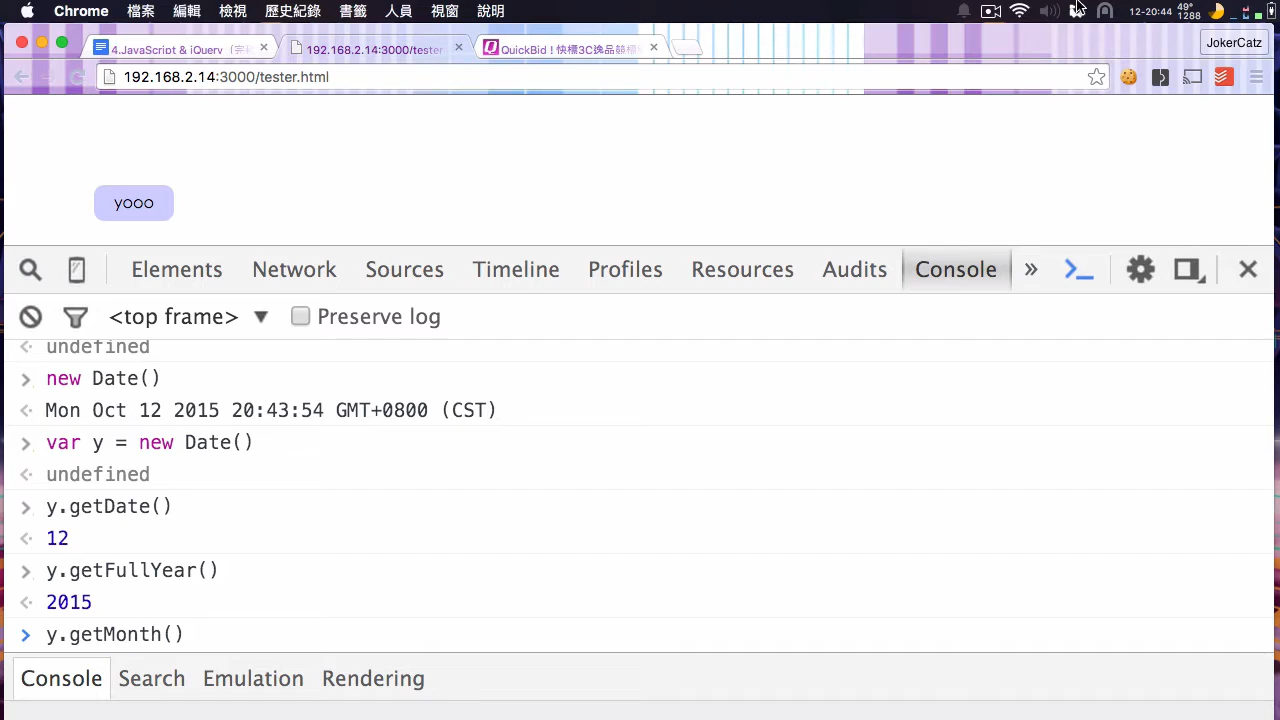 Chrome 檔案 編輯 檢視 歷史紀錄 書籤 人員 視窗 說明 49° 1288 12-20:44
4.JavaScript & jQuery 192.168.2.14:3000/teste QuickBid！快標3C逸品競標 JokerCatz
192.168.2.14:3000/tester.html
yooo
Elements Network Sources Timeline Profiles Resources Audits Console »
<top frame> ▼ Preserve log
undefined
new Date()
Mon Oct 12 2015 20:43:54 GMT+0800 (CST)
var y = new Date()
undefined
y.getDate()
12
y.getFullYear()
2015
y.getMonth()
Console Search Emulation Rendering